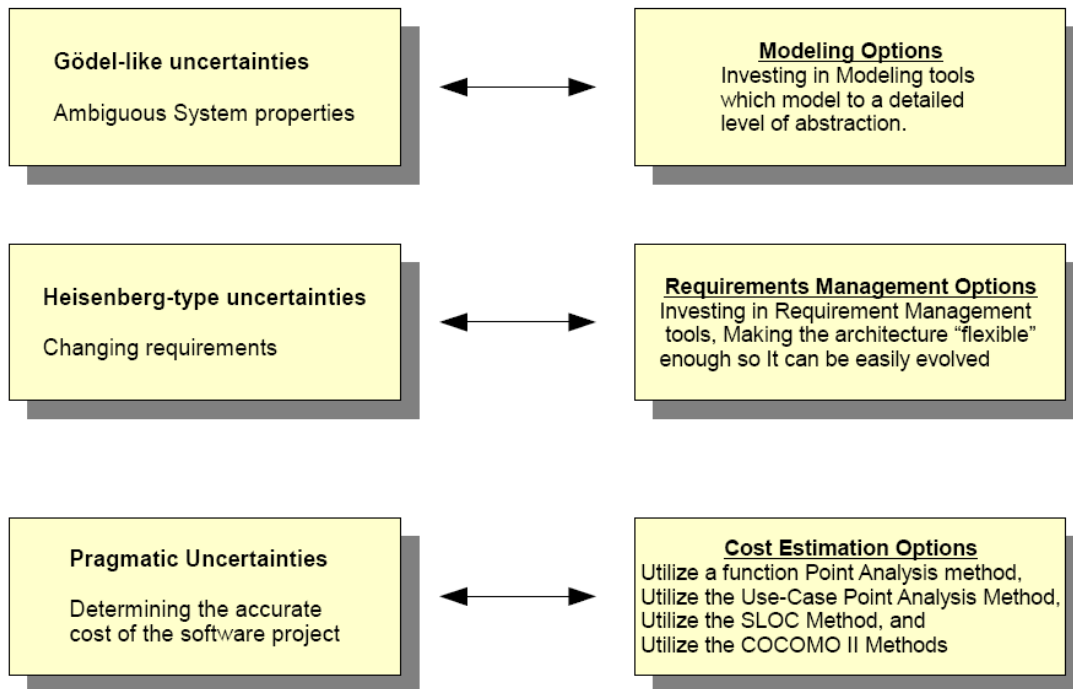 Gödel-like uncertainties
Ambiguous System properties
Modeling Options
Investing in Modeling tools
which model to a detailed
level of abstraction.
Heisenberg-type uncertainties
Changing requirements
Requirements Management Options
Investing in Requirement Management
tools, Making the architecture “flexible”
enough so It can be easily evolved
Pragmatic Uncertainties
Determining the accurate
cost of the software project
Cost Estimation Options
Utilize a function Point Analysis method,
Utilize the Use-Case Point Analysis Method,
Utilize the SLOC Method, and
Utilize the COCOMO II Methods